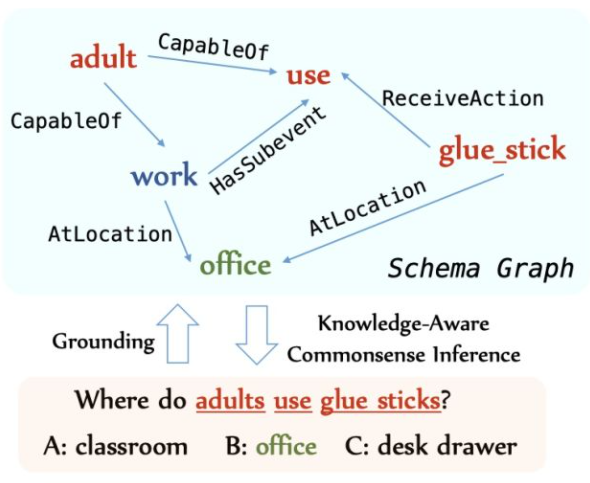 adult
CapableOf
use
CapableOf
ReceiveAction
glue_stick
work
HasSubevent
AtLocation
AtLocation
office
Schema Graph
Grounding
Knowledge-Aware
Commonsense Inference
Where do adults use glue sticks?
A: classroom B: office C: desk drawer